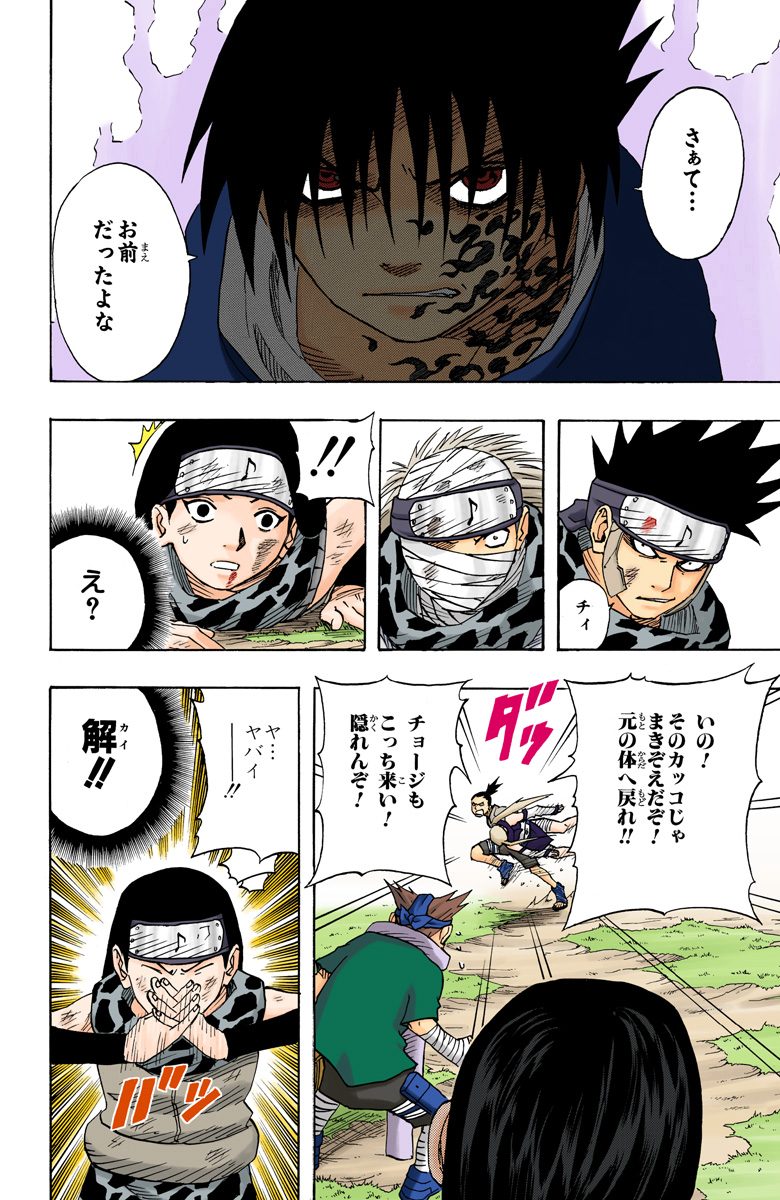 さぁて…
お前
だったよな
チィ
!!
え?
いの!
そのカッコじゃ
まきぞえだぞ!
元の体へ戻れ!!
ダッ
チョージも
こっち来い!
隠れんぞ!
ヤ…
ヤバイ
――!!
解!!
バッ